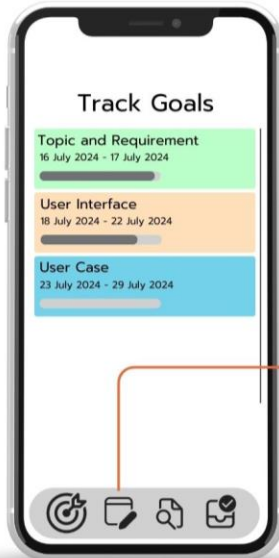 Track Goals
Topic and Requirement
16 July 2024 - 17 July 2024
User Interface
18 July 2024 - 22 July 2024
User Case
23 July 2024 - 29 July 2024